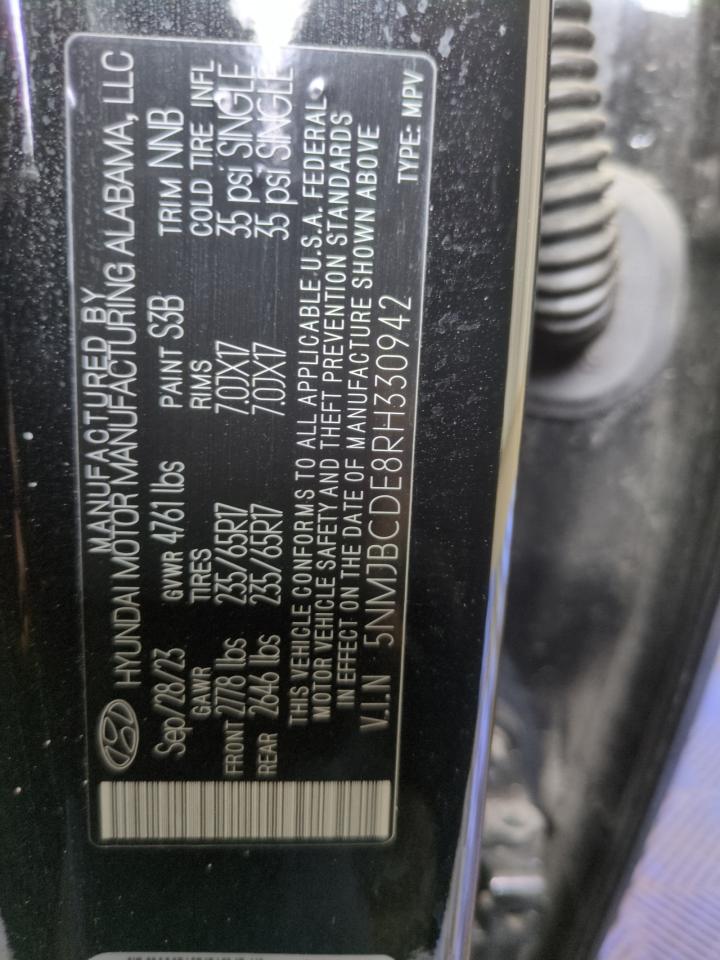 MANUFACTURED BY
HYUNDAI MOTOR MANUFACTURING ALABAMA, LLC
Sep/28/23 GVWR 4761 lbs PAINT S3B TRIM NNB
GAWR TIRES RIMS COLD TIRE INFL
FRONT 2778 lbs 235/65R17 7.0JX17 35 psi SINGLE
REAR 2646 lbs 235/65R17 7.0JX17 35 psi SINGLE
THIS VEHICLE CONFORMS TO ALL APPLICABLE U.S.A. FEDERAL
MOTOR VEHICLE SAFETY AND THEFT PREVENTION STANDARDS
IN EFFECT ON THE DATE OF MANUFACTURE SHOWN ABOVE
V.I.N 5NMJBCDE8RH330942
TYPE: MPV